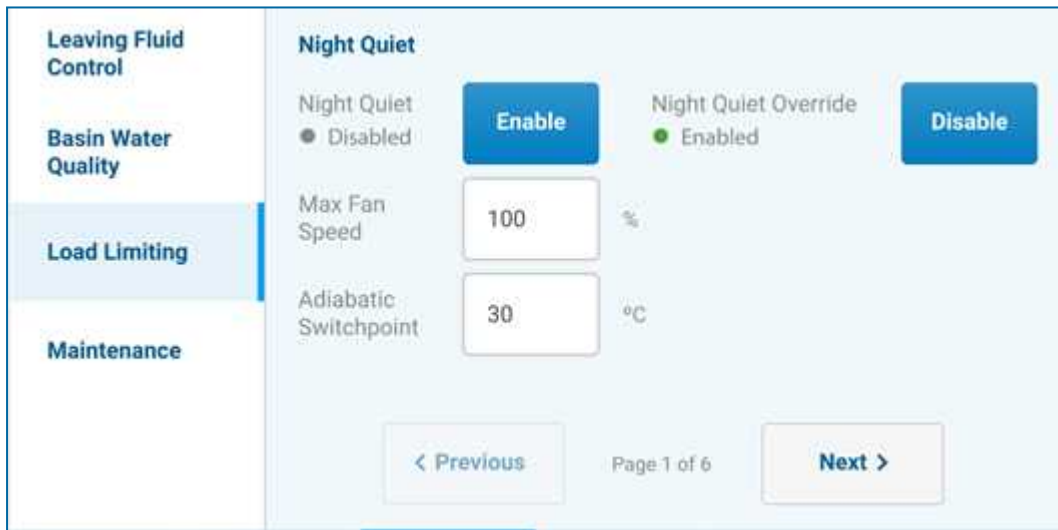 Leaving Fluid
Control
Basin Water
Quality
Load Limiting
Maintenance
Night Quiet
Night Quiet
Disabled
Enable
Night Quiet Override
Enabled
Disable
Max Fan
Speed
100
%
Adiabatic
Switchpoint
30
ºC
< Previous
Page 1 of 6
Next >